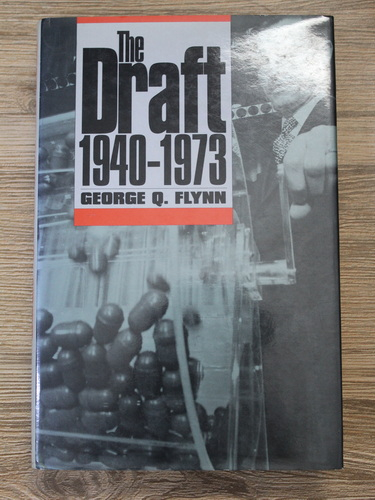 The
Draft
1940-1973
GEORGE Q. FLYNN